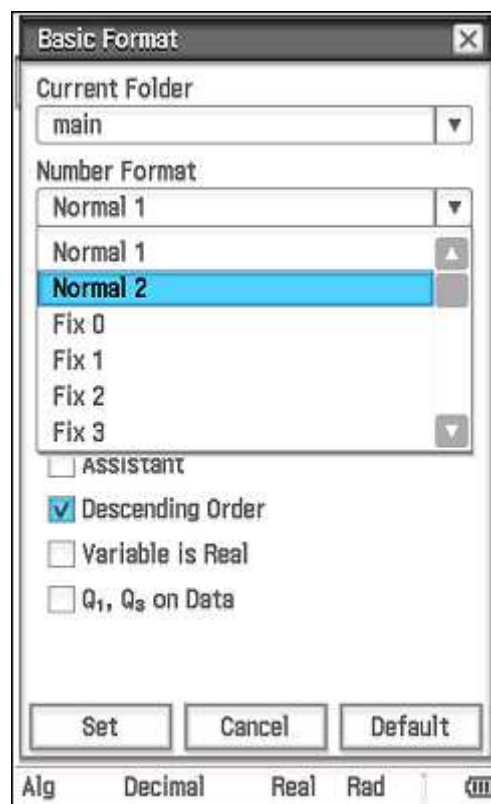 Basic Format
Current Folder
main
Number Format
Normal 1
Normal 1
Normal 2
Fix 0
Fix 1
Fix 2
Fix 3
Assistant
Descending Order
Variable is Real
Q₁, Q₃ on Data
Set Cancel Default
Alg Decimal Real Rad